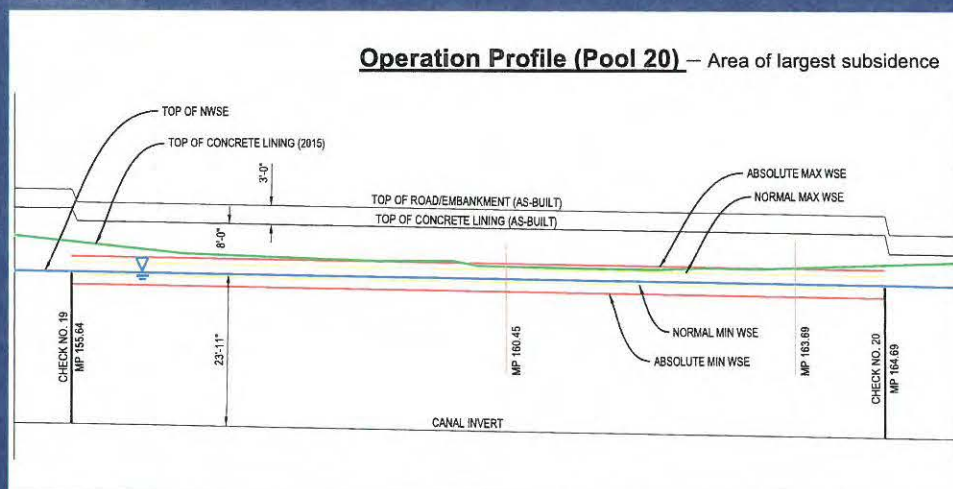 Operation Profile (Pool 20) – Area of largest subsidence
TOP OF NWSE
TOP OF CONCRETE LINING (2015)
3'-0"
ABSOLUTE MAX WSE
NORMAL MAX WSE
TOP OF ROAD/EMBANKMENT (AS-BUILT)
TOP OF CONCRETE LINING (AS-BUILT)
8'-0"
CHECK NO. 19
MP 155.64
23'-11"
MP 160.45
NORMAL MIN WSE
ABSOLUTE MIN WSE
MP 163.69
CHECK NO. 20
MP 164.69
CANAL INVERT